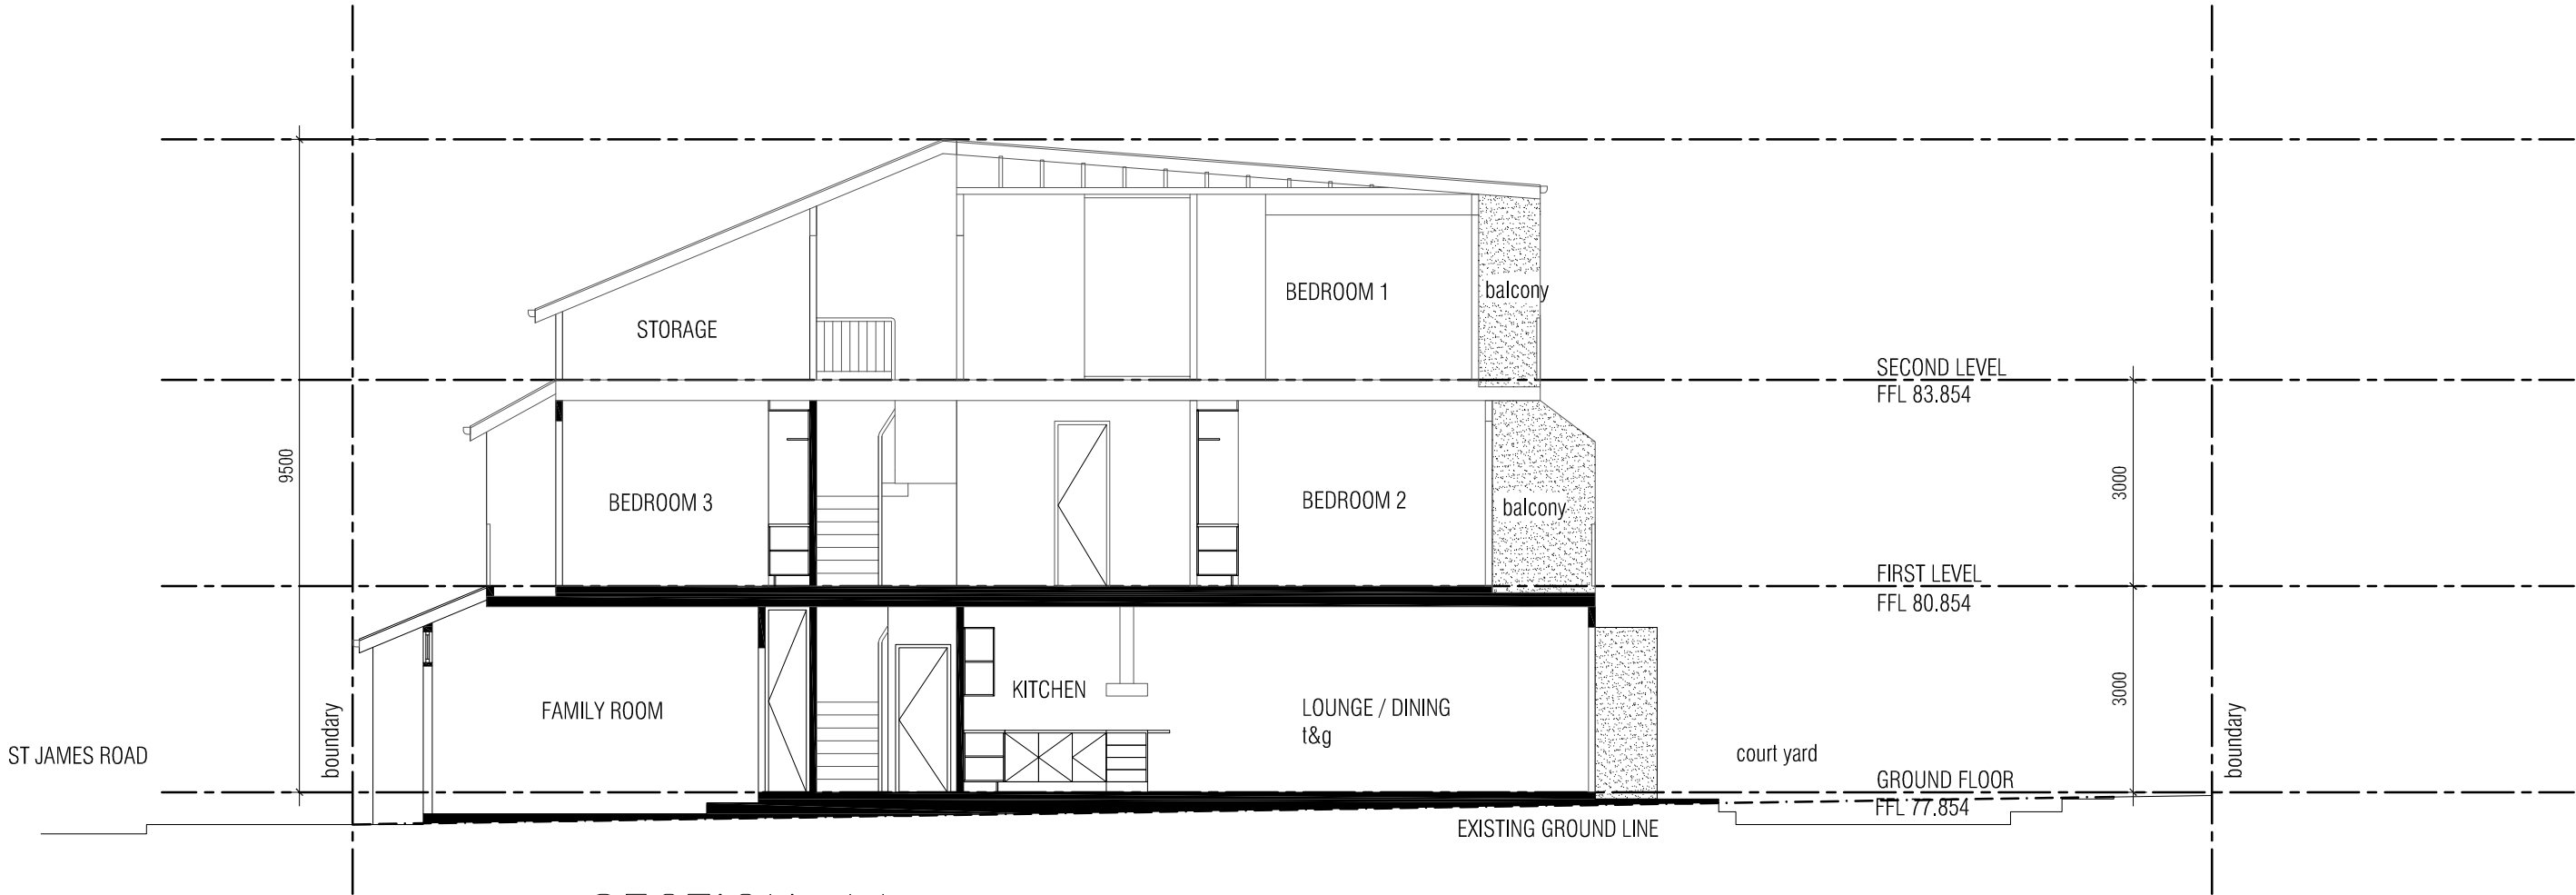 STORAGE
BEDROOM 1
balcony
SECOND LEVEL
FFL 83.854
9500
BEDROOM 3
BEDROOM 2
balcony
3000
FIRST LEVEL
FFL 80.854
FAMILY ROOM
KITCHEN
LOUNGE / DINING
t&g
3000
ST JAMES ROAD
boundary
court yard
boundary
GROUND FLOOR
FFL 77.854
EXISTING GROUND LINE